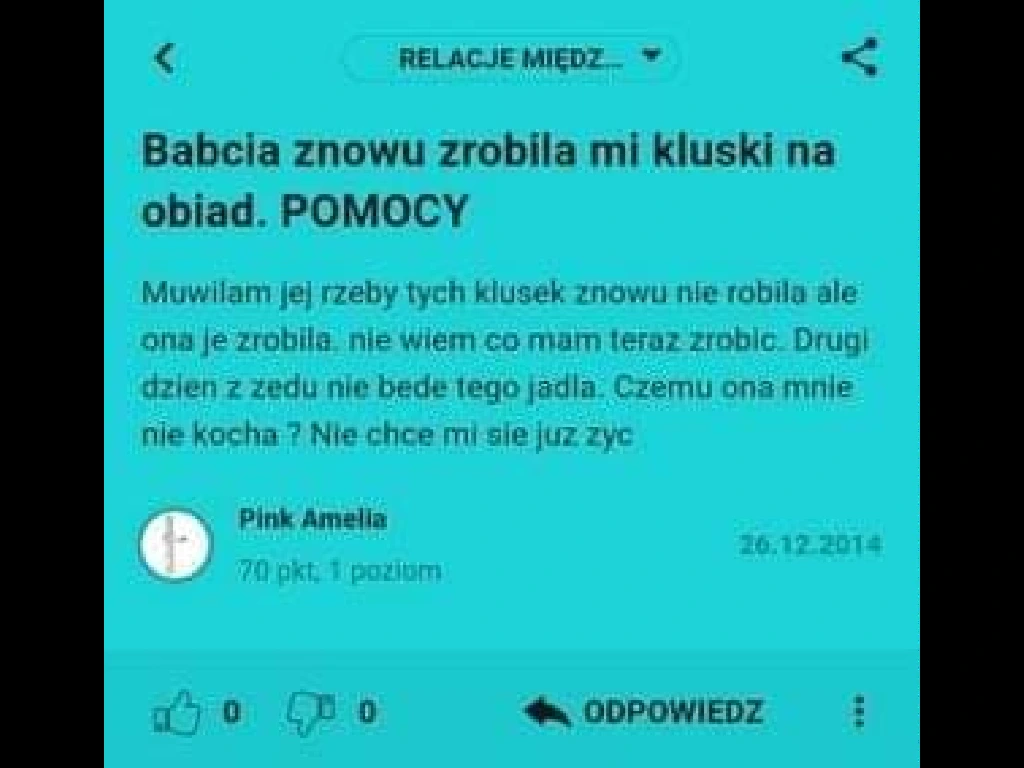 RELACJE MIĘDZ...
Babcia znowu zrobila mi kluski na
obiad. POMOCY
Muwilam jej rzeby tych klusek znowu nie robila ale
ona je zrobila. nie wiem co mam teraz zrobic. Drugi
dzien z zedu nie bede tego jadla. Czemu ona mnie
nie kocha ? Nie chce mi sie juz zyc
Pink Amelia
26.12.2014
70 pkt, 1 poziom
0
0
ODPOWIEDZ